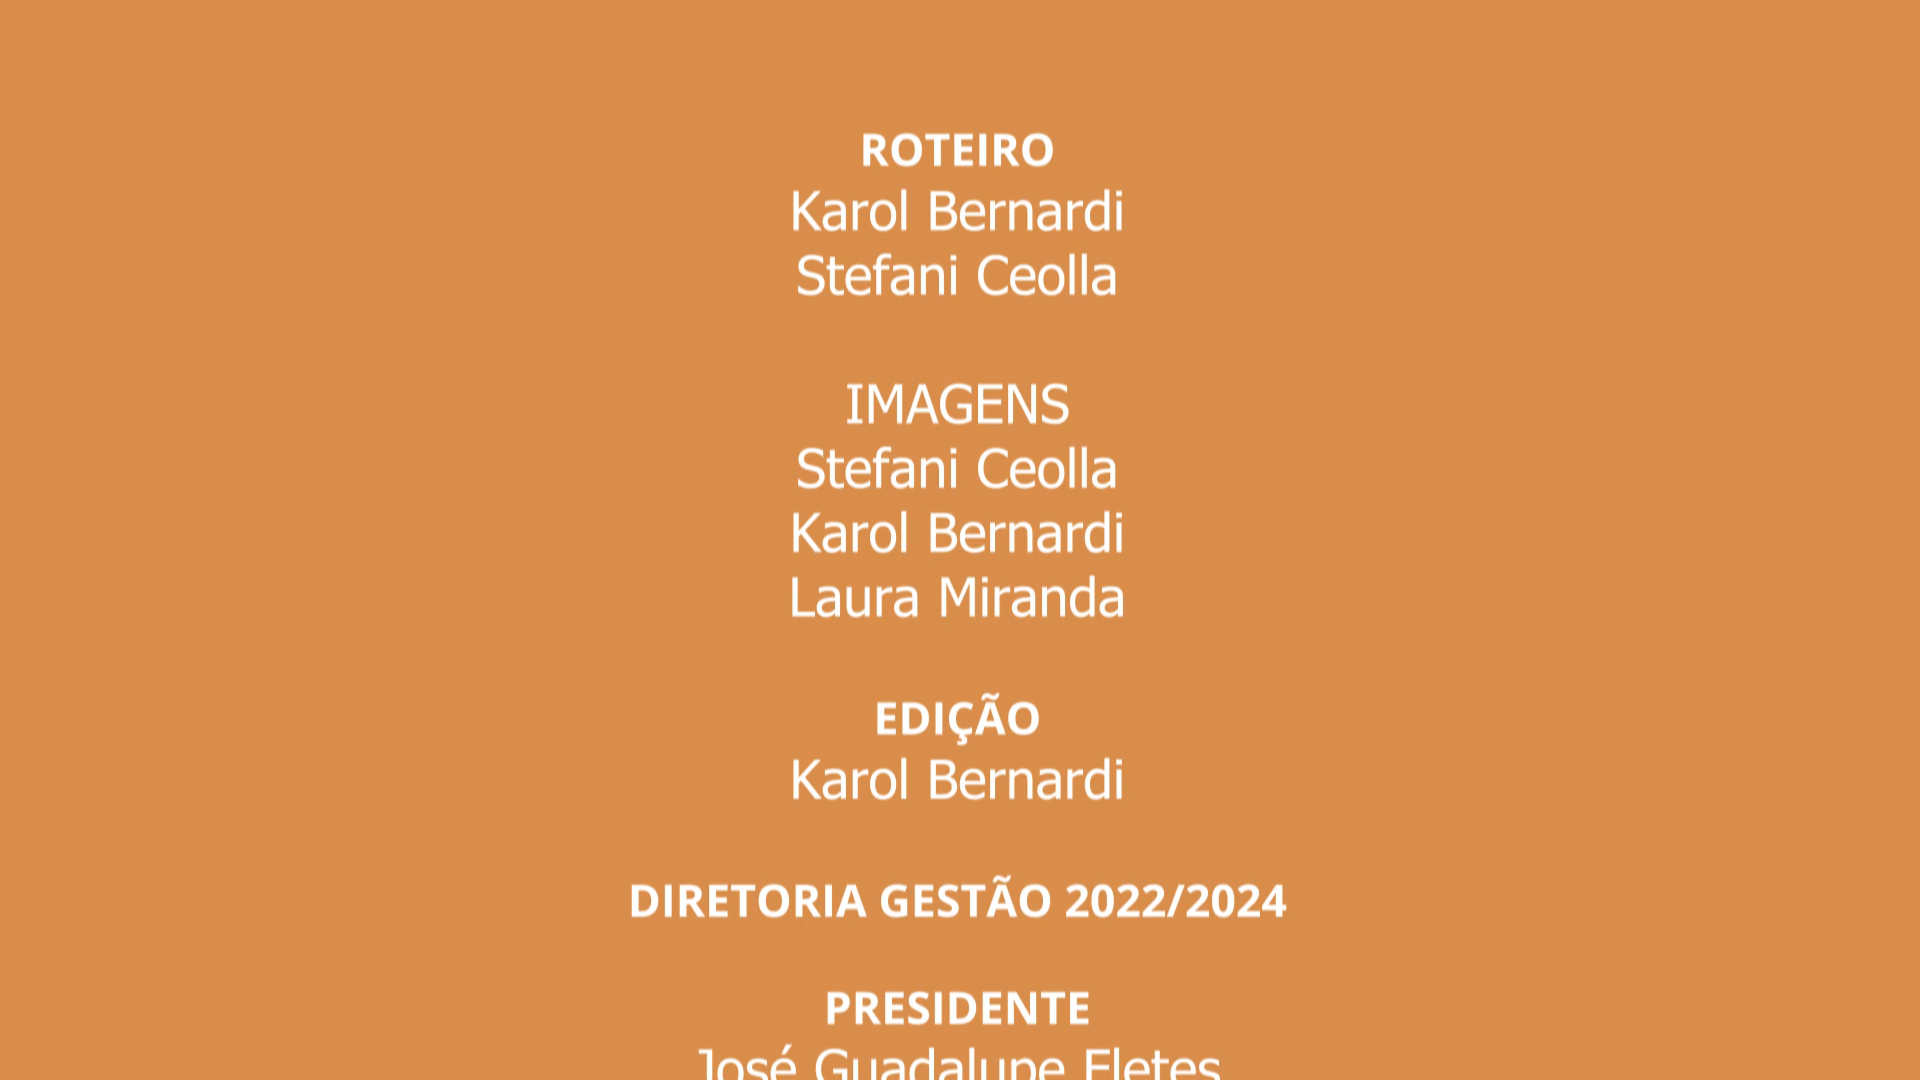 ROTEIRO
Karol Bernardi
Stefani Ceolla
IMAGENS
Stefani Ceolla
Karol Bernardi
Laura Miranda
EDIÇÃO
Karol Bernardi
DIRETORIA GESTÃO 2022/2024
PRESIDENTE
José Guadalupe Fletes